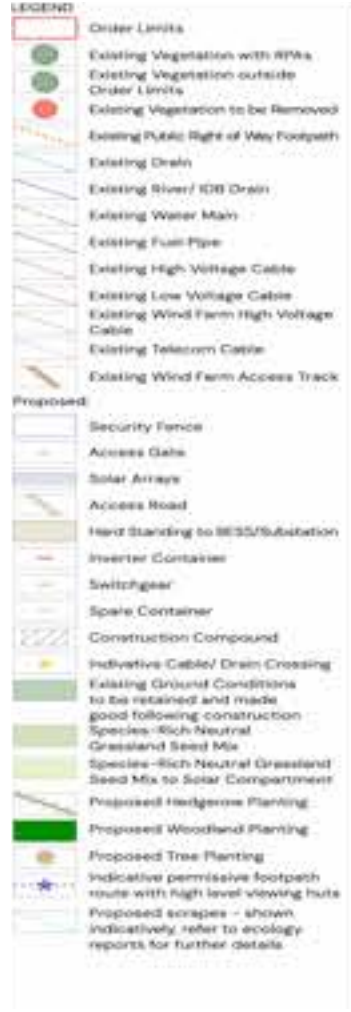 LEGEND
Order Limits
Existing Vegetation with RPAs
Existing Vegetation outside
Order Limits
Existing Vegetation to be Removed
Existing Public Right of Way Footpath
Existing Drain
Existing River/ IDB Drain
Existing Water Main
Existing Fuel Pipe
Existing High Voltage Cable
Existing Low Voltage Cable
Existing Wind Farm High Voltage
Cable
Existing Telecom Cable
Existing Wind Farm Access Track
Proposed:
Security Fence
Access Gate
Solar Arrays
Access Road
Hard Standing to BESS/Substation
Inverter Container
Switchgear
Spare Container
Construction Compound
Indivative Cable/ Drain Crossing
Existing Ground Conditions
to be retained and made
good following construction
Species-Rich Neutral
Grassland Seed Mix
Species-Rich Neutral Grassland
Seed Mix to Solar Compartment
Proposed Hedgerow Planting
Proposed Woodland Planting
Proposed Tree Planting
Indicative permissive footpath
route with high level viewing huts
Proposed scrapes - shown
indicatively, refer to ecology
reports for further details